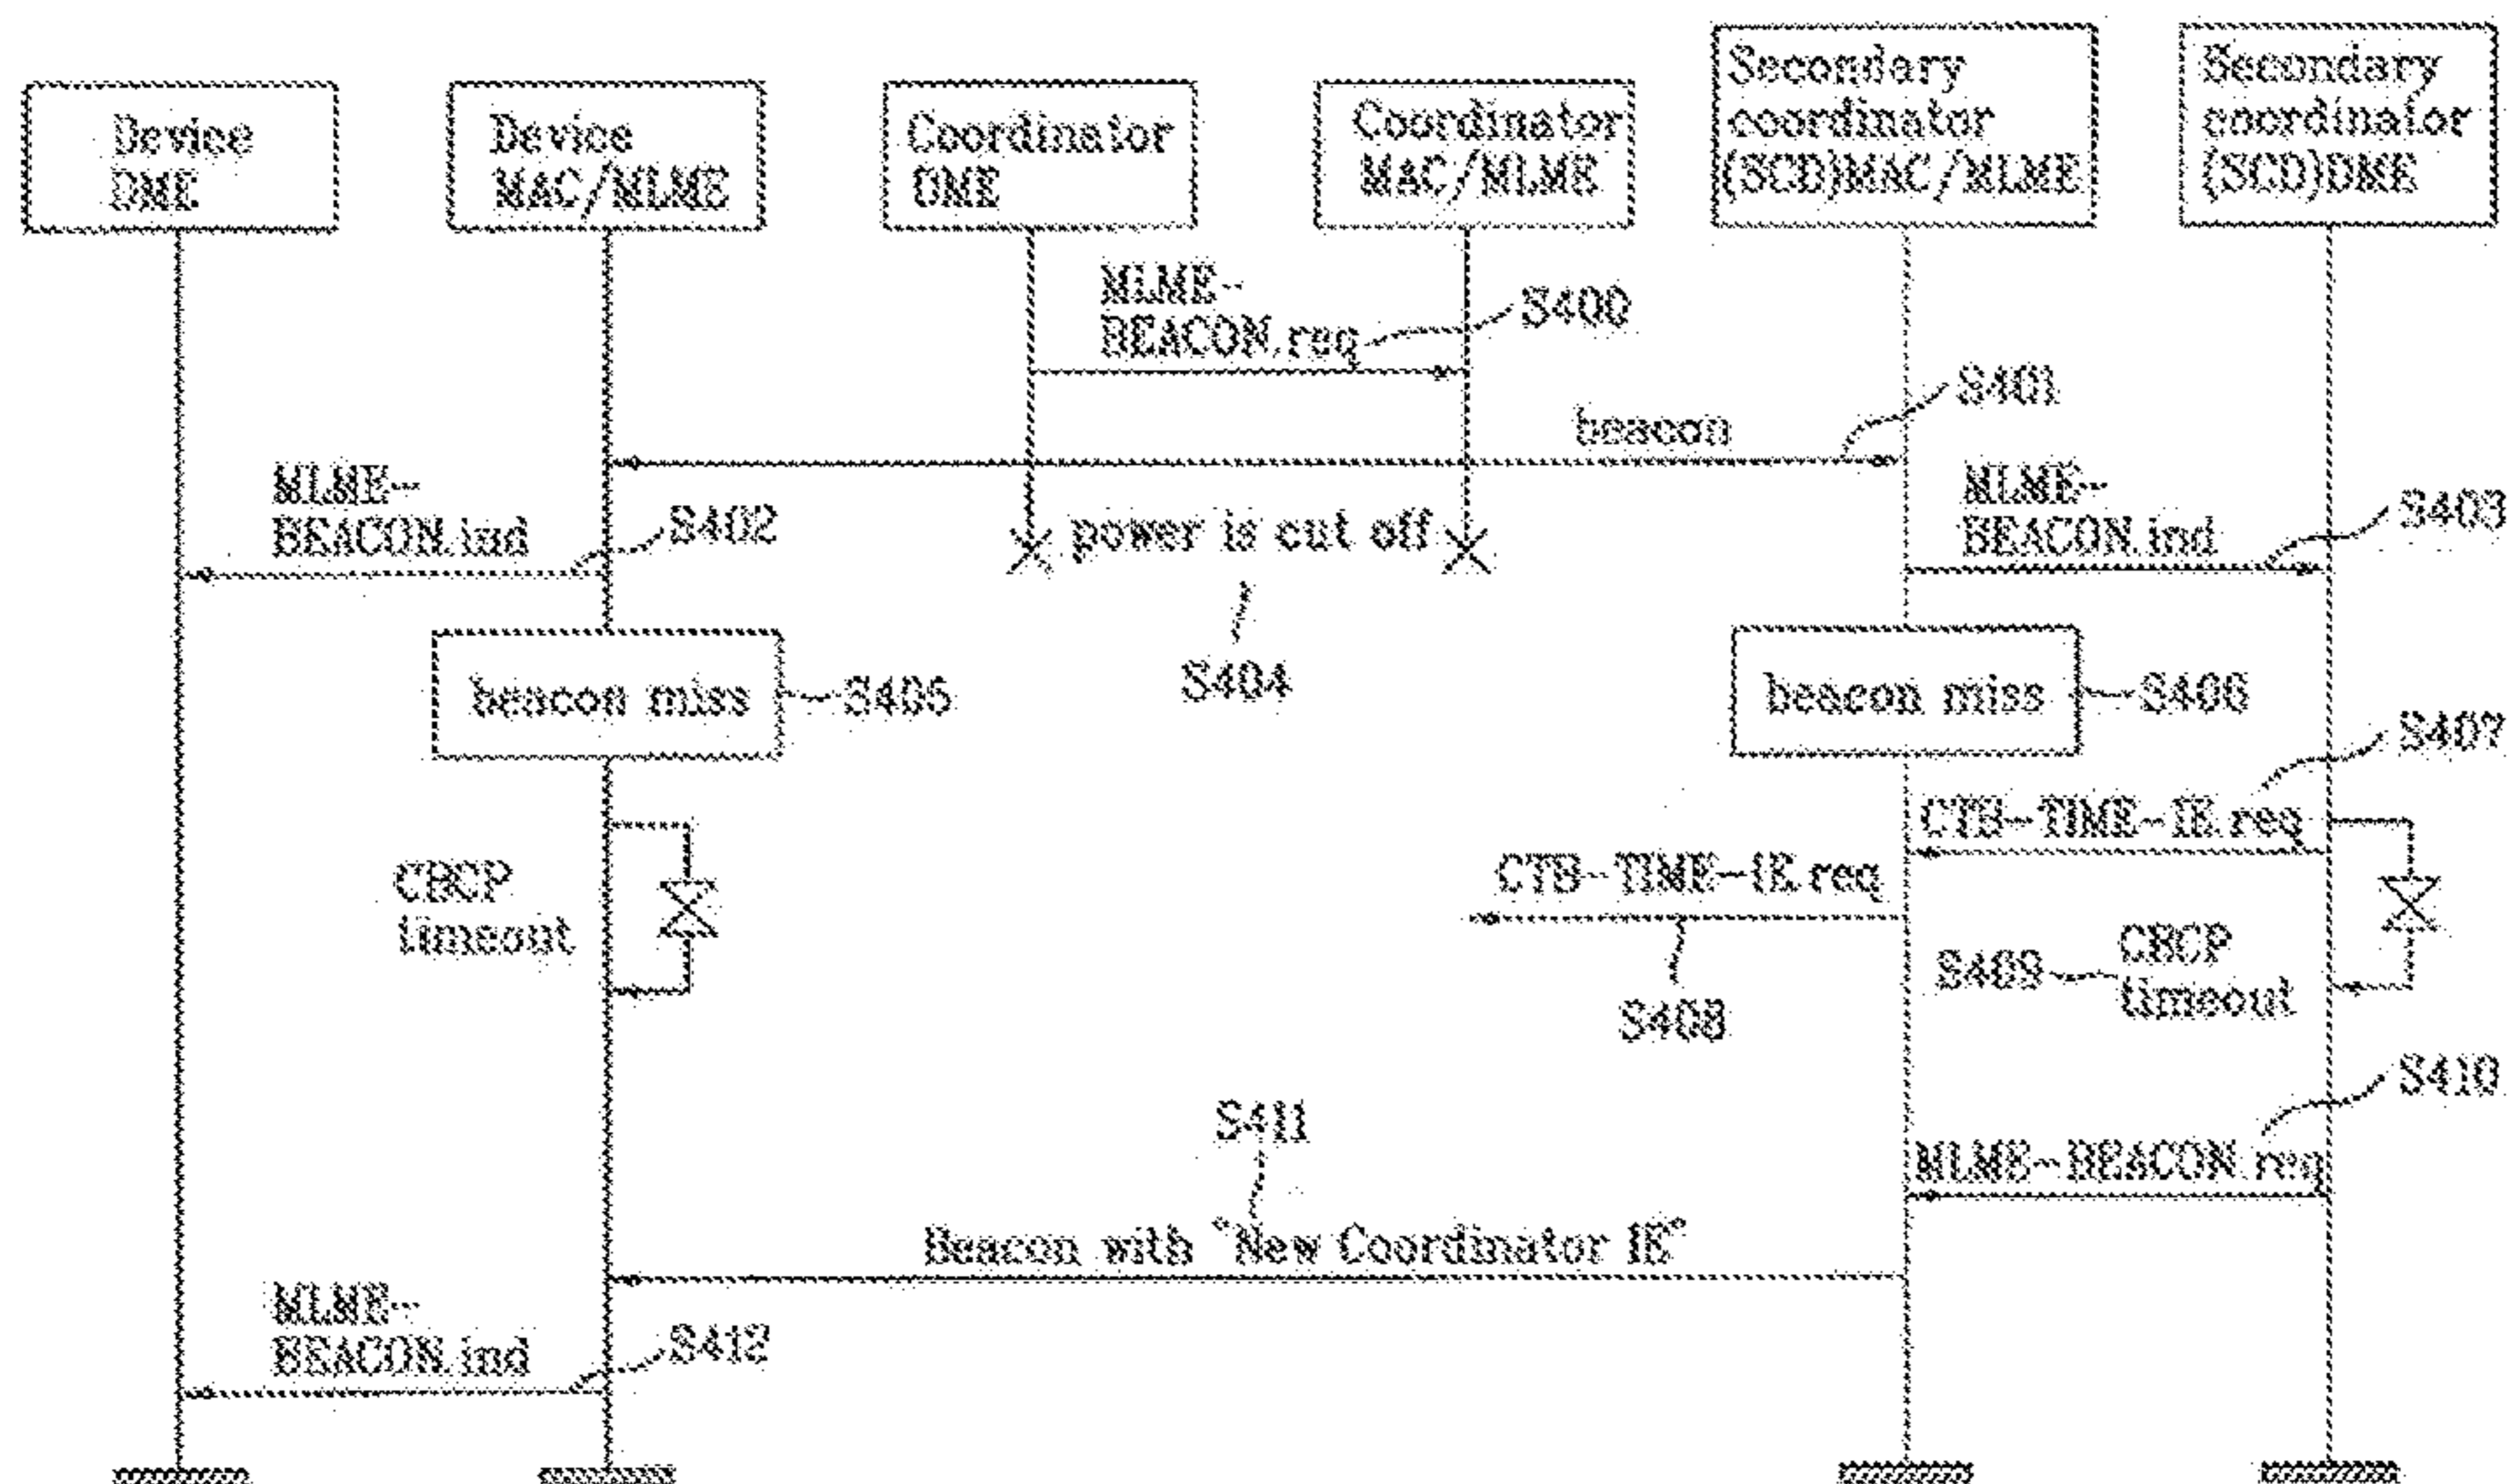 Device
DME
Device
MAC/MLME
Coordinator
DME
Coordinator
MAC/MLME
Secondary
coordinator
(SCD)MAC/MLME
Secondary
coordinator
(SCD)DME
MLME-
BEACON.req
S400
beacon
S401
MLME-
BEACON.ind
S402
power is cut off
S404
MLME-
BEACON.ind
S403
beacon miss
S405
beacon miss
S406
S407
CTB-TIME-IE.req
CTB-TIME-IE.req
S408
CBCP
timeout
S409
CBCP
timeout
S410
MLME-BEACON.req
S411
Beacon with "New Coordinator IE"
MLME-
BEACON.ind
S412